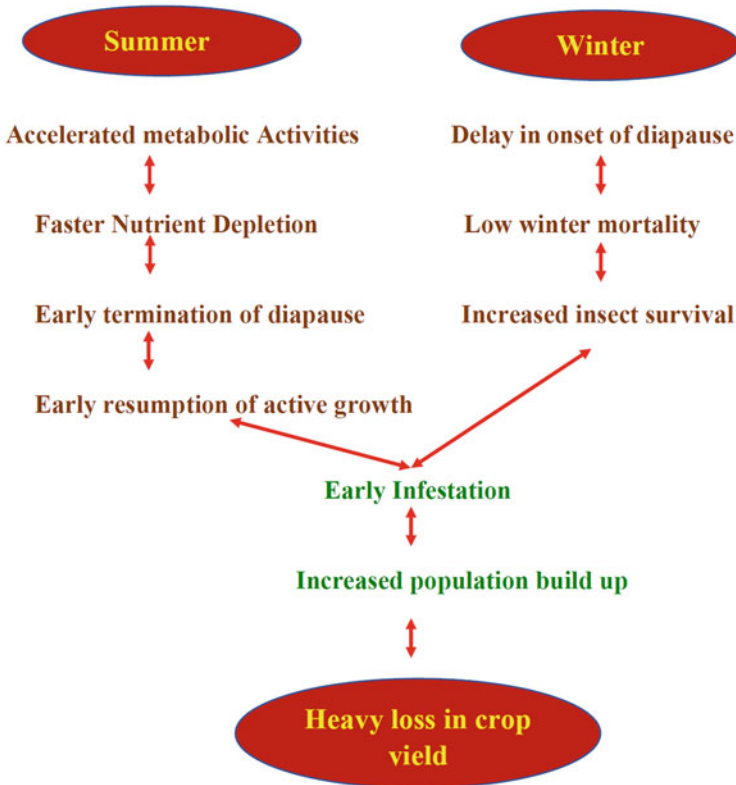 Summer
Winter
Accelerated metabolic Activities
Delay in onset of diapause
Faster Nutrient Depletion
Low winter mortality
Early termination of diapause
Increased insect survival
Early resumption of active growth
Early Infestation
Increased population build up
Heavy loss in crop
yield